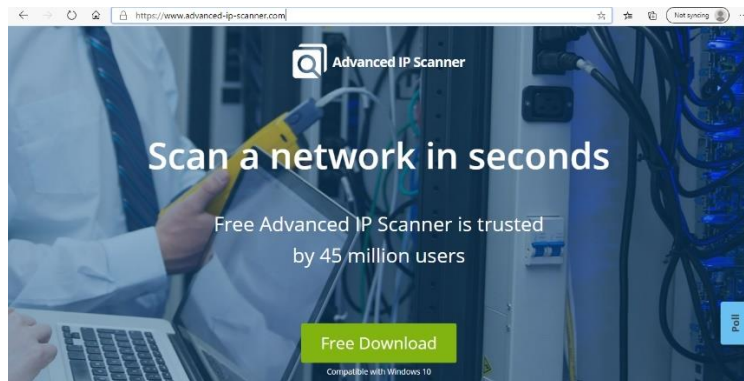 https://www.advanced-ip-scanner.com
Not syncing
Advanced IP Scanner
Scan a network in seconds
Free Advanced IP Scanner is trusted
by 45 million users
Poll
Free Download
Compatible with Windows 10